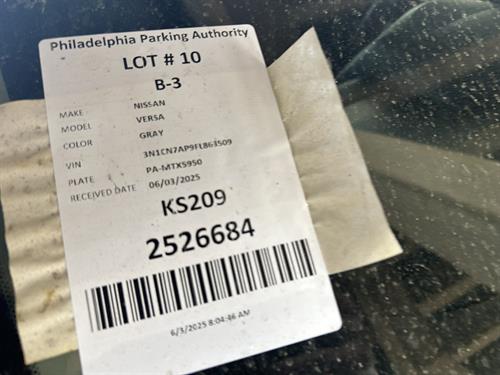 Philadelphia Parking Authority
LOT # 10
B-3
MAKE NISSAN
MODEL VERSA
COLOR GRAY
VIN 3N1CN7AP9FL863509
PLATE PA-MTX5950
RECEIVED DATE 06/03/2025
KS209
2526684
6/3/2025 8:04:46 AM